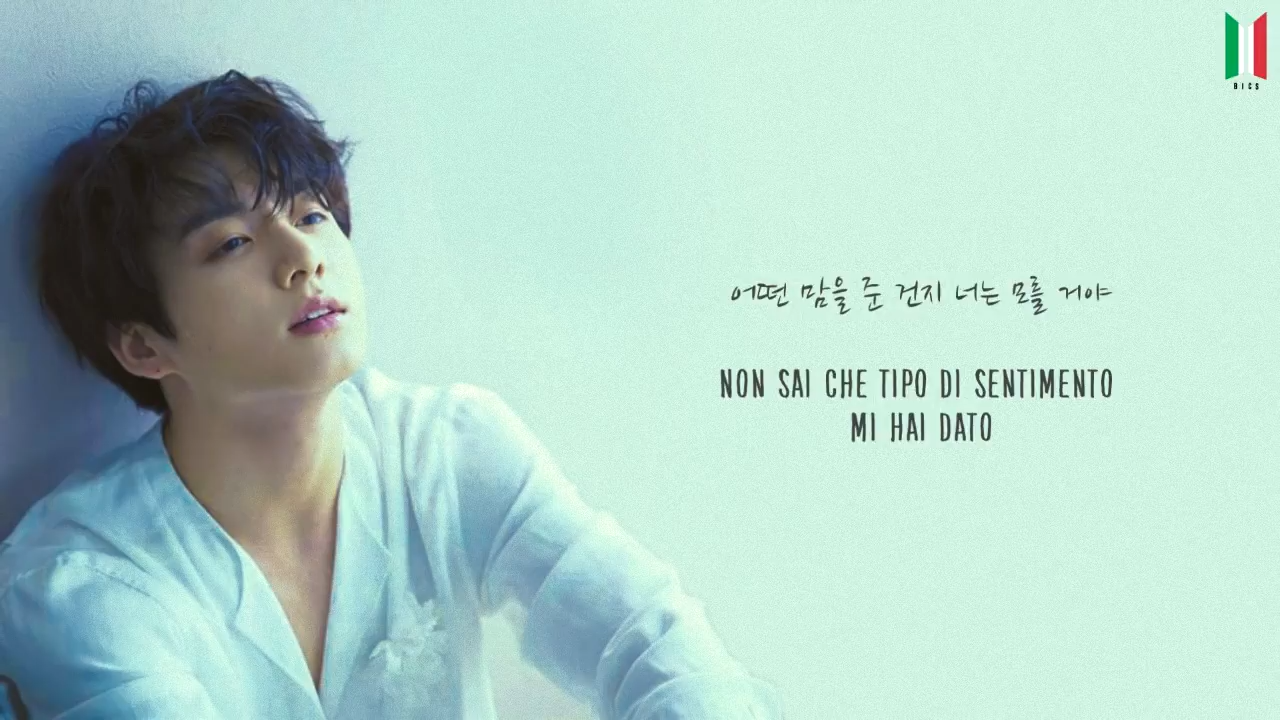 BICS
어떤 맘을 준 건지 너는 모를 거야
NON SAI CHE TIPO DI SENTIMENTO
MI HAI DATO